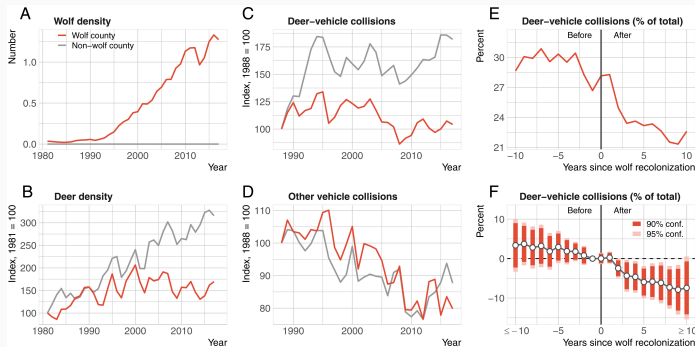 A
Wolf density
Number
Wolf county
Non−wolf county
1.0
0.5
0.0
1980
1990
2000
2010
Year
B
Deer density
Index, 1981 = 100
300
250
200
150
100
1980
1990
2000
2010
Year
C
Deer−vehicle collisions
Index, 1988 = 100
175
150
125
100
1990
2000
2010
Year
D
Other vehicle collisions
Index, 1988 = 100
110
100
90
80
1990
2000
2010
Year
E
Deer−vehicle collisions (% of total)
Percent
Before
After
30
27
24
21
−10
−5
0
5
10
Years since wolf recolonization
F
Deer−vehicle collisions (% of total)
Percent
Before
After
90% conf.
95% conf.
10
0
−10
≤ −10
−5
0
5
≥ 10
Years since wolf recolonization